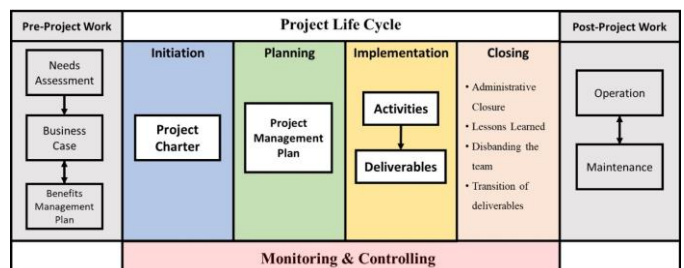 Pre-Project Work
Project Life Cycle
Post-Project Work
Needs
Assessment
Business
Case
Benefits
Management
Plan
Initiation
Project
Charter
Planning
Project
Management
Plan
Implementation
Activities
Deliverables
Closing
• Administrative
Closure
• Lessons Learned
• Disbanding the
team
• Transition of
deliverables
Operation
Maintenance
Monitoring & Controlling